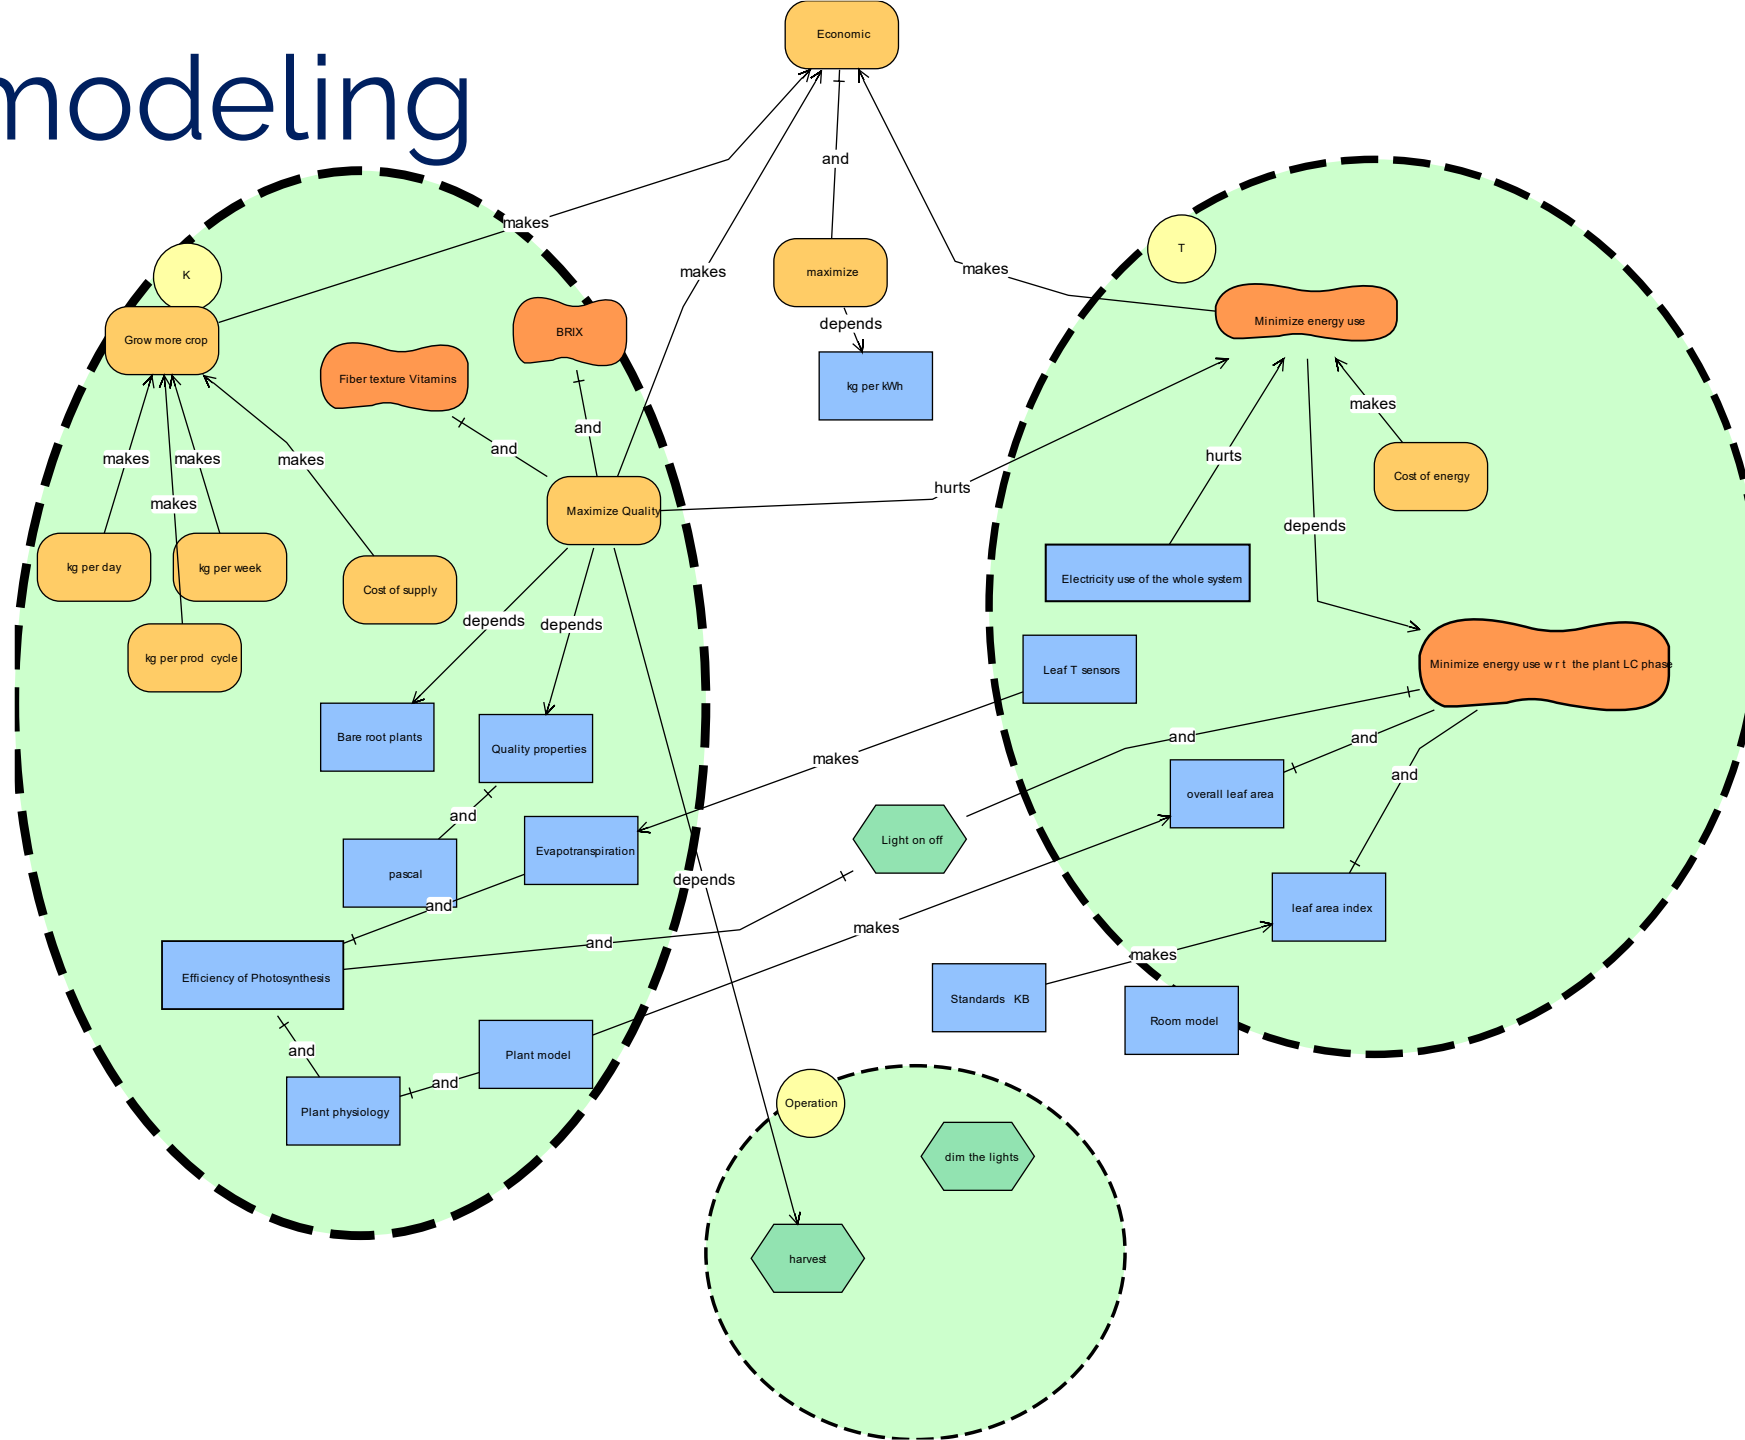 modeling
Economic
and
maximize
depends
kg per kWh
makes
makes
makes
K
Grow more crop
Fiber texture Vitamins
BRIX
and
and
makes
makes
makes
makes
kg per day
kg per week
kg per prod cycle
Cost of supply
Maximize Quality
hurts
depends
depends
depends
Bare root plants
Quality properties
and
pascal
Evapotranspiration
and
Efficiency of Photosynthesis
and
and
Plant physiology
and
Plant model
T
Minimize energy use
makes
Cost of energy
hurts
Electricity use of the whole system
depends
Minimize energy use w r t the plant LC phase
Leaf T sensors
makes
and
and
and
overall leaf area
Light on off
makes
leaf area index
makes
Standards KB
Room model
Operation
dim the lights
harvest